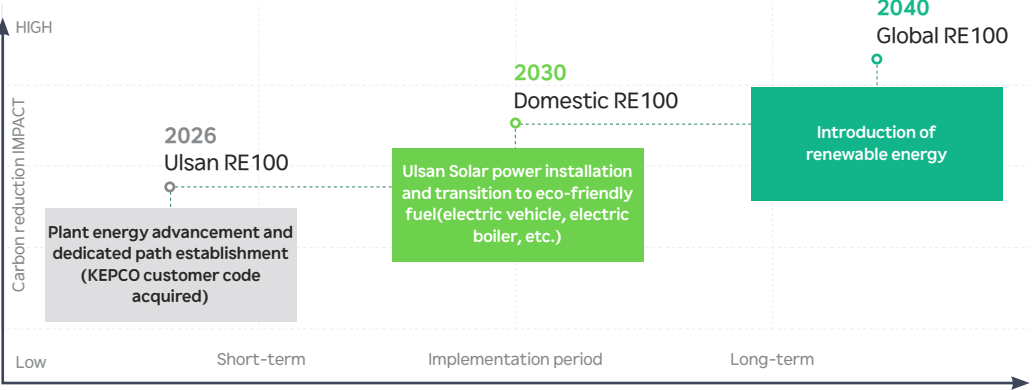 HIGH
Carbon reduction IMPACT
Low
2026
Ulsan RE100
Plant energy advancement and
dedicated path establishment
(KEPCO customer code
acquired)
2030
Domestic RE100
Ulsan Solar power installation
and transition to eco-friendly
fuel(electric vehicle, electric
boiler, etc.)
2040
Global RE100
Introduction of
renewable energy
Short-term
Implementation period
Long-term